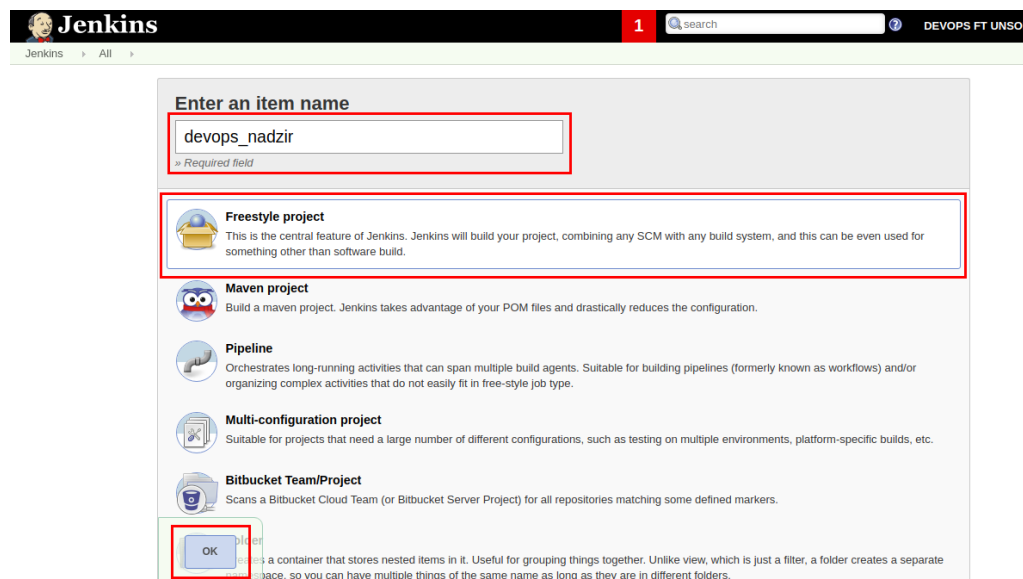 Jenkins
1
search
DEVOPS FT UNSO
Jenkins
All
Enter an item name
devops_nadzir
» Required field
Freestyle project
This is the central feature of Jenkins. Jenkins will build your project, combining any SCM with any build system, and this can be even used for
something other than software build.
Maven project
Build a maven project. Jenkins takes advantage of your POM files and drastically reduces the configuration.
Pipeline
Orchestrates long-running activities that can span multiple build agents. Suitable for building pipelines (formerly known as workflows) and/or
organizing complex activities that do not easily fit in free-style job type.
Multi-configuration project
Suitable for projects that need a large number of different configurations, such as testing on multiple environments, platform-specific builds, etc.
Bitbucket Team/Project
Scans a Bitbucket Cloud Team (or Bitbucket Server Project) for all repositories matching some defined markers.
OK
a container that stores nested items in it. Useful for grouping things together. Unlike view, which is just a filter, a folder creates a separate
so you can have multiple things of the same name as long as they are in different folders.